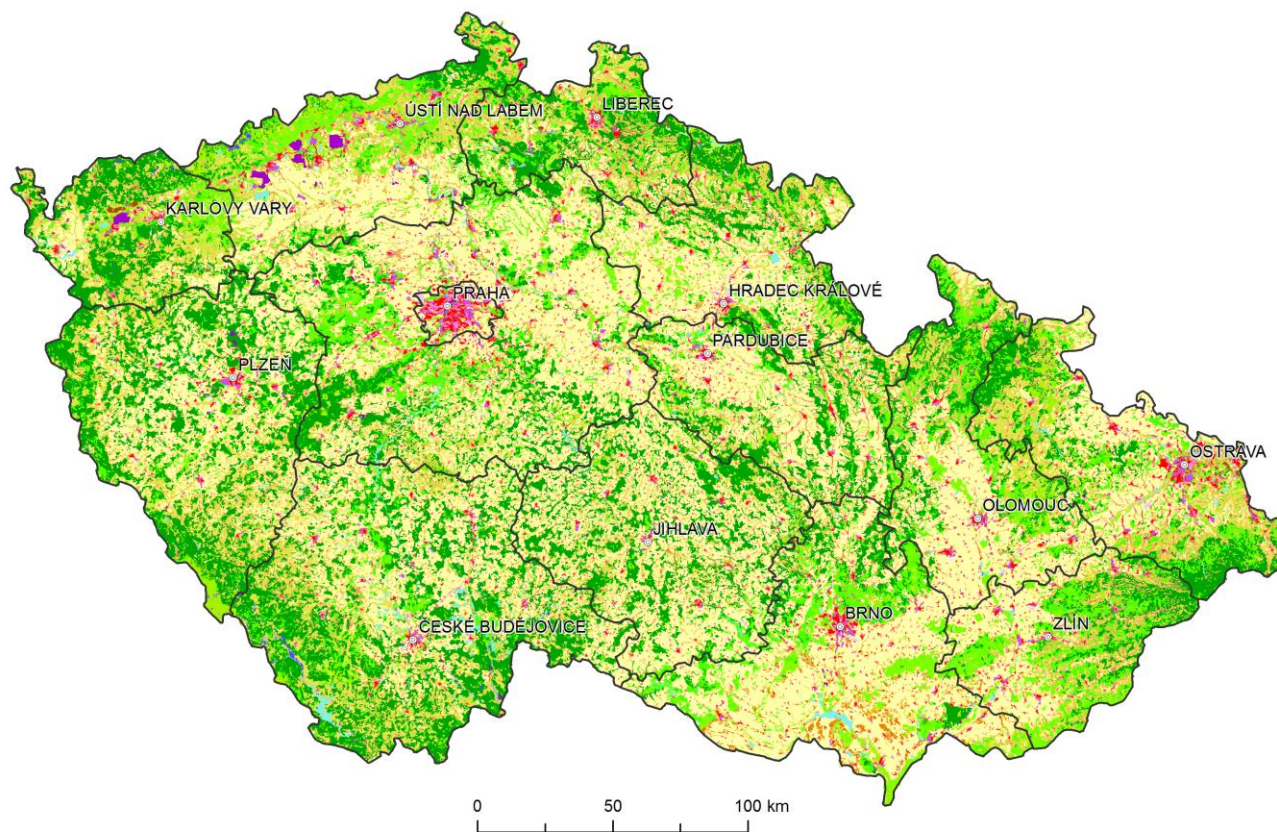 ÚSTÍ NAD LABEM
LIBEREC
KARLOVY VARY
PRAHA
HRADEC KRÁLOVÉ
PARDUBICE
PLZEŇ
OSTRAVA
OLOMOUC
JIHLAVA
BRNO
ZLÍN
ČESKÉ BUDĚJOVICE
0 50 100 km